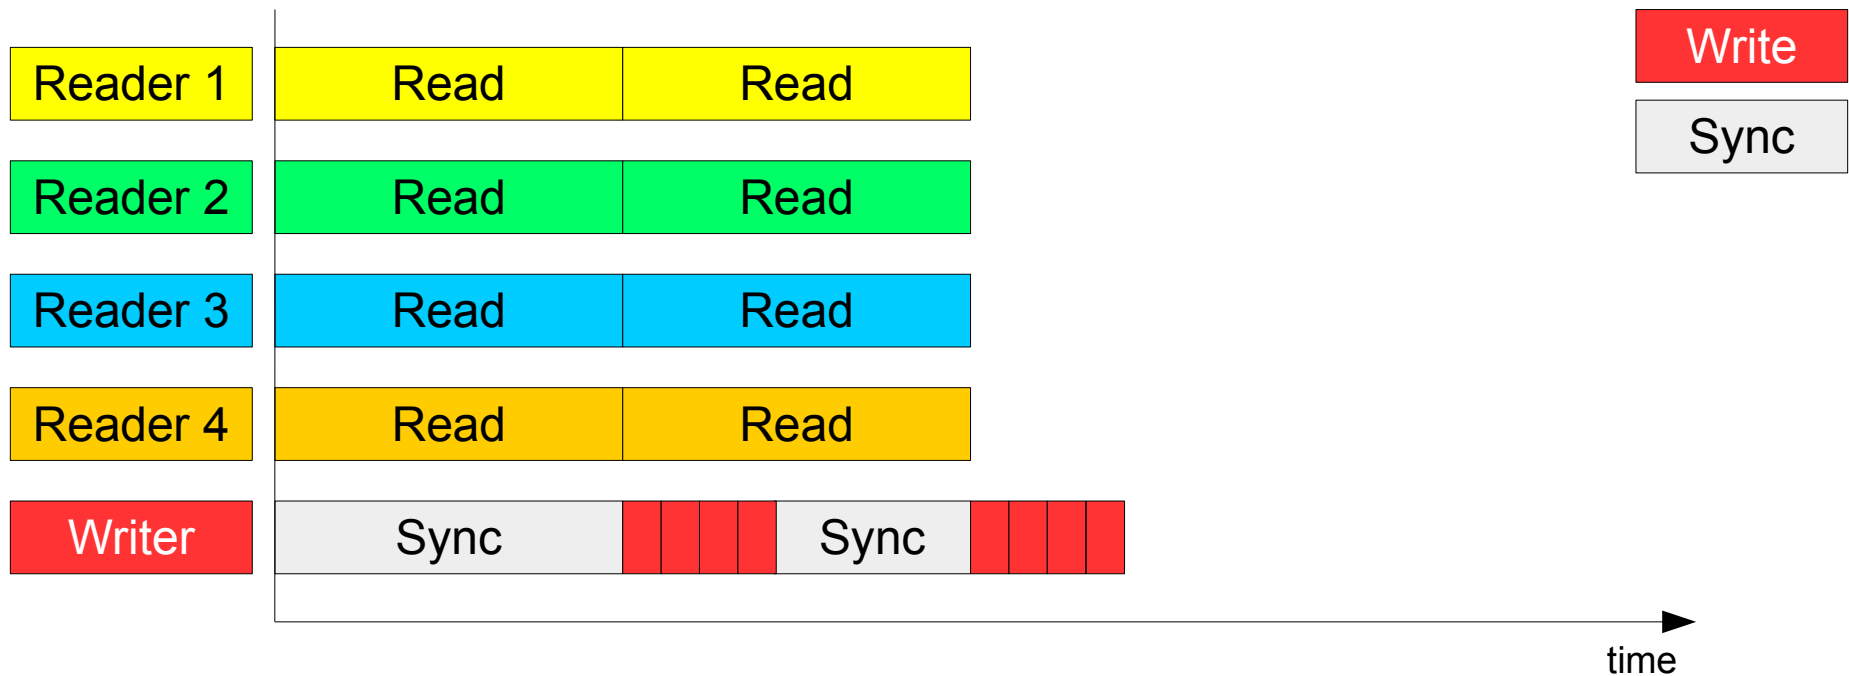 Reader 1
Read
Read
Reader 2
Read
Read
Reader 3
Read
Read
Reader 4
Read
Read
Writer
Sync
Sync
time
Write
Sync